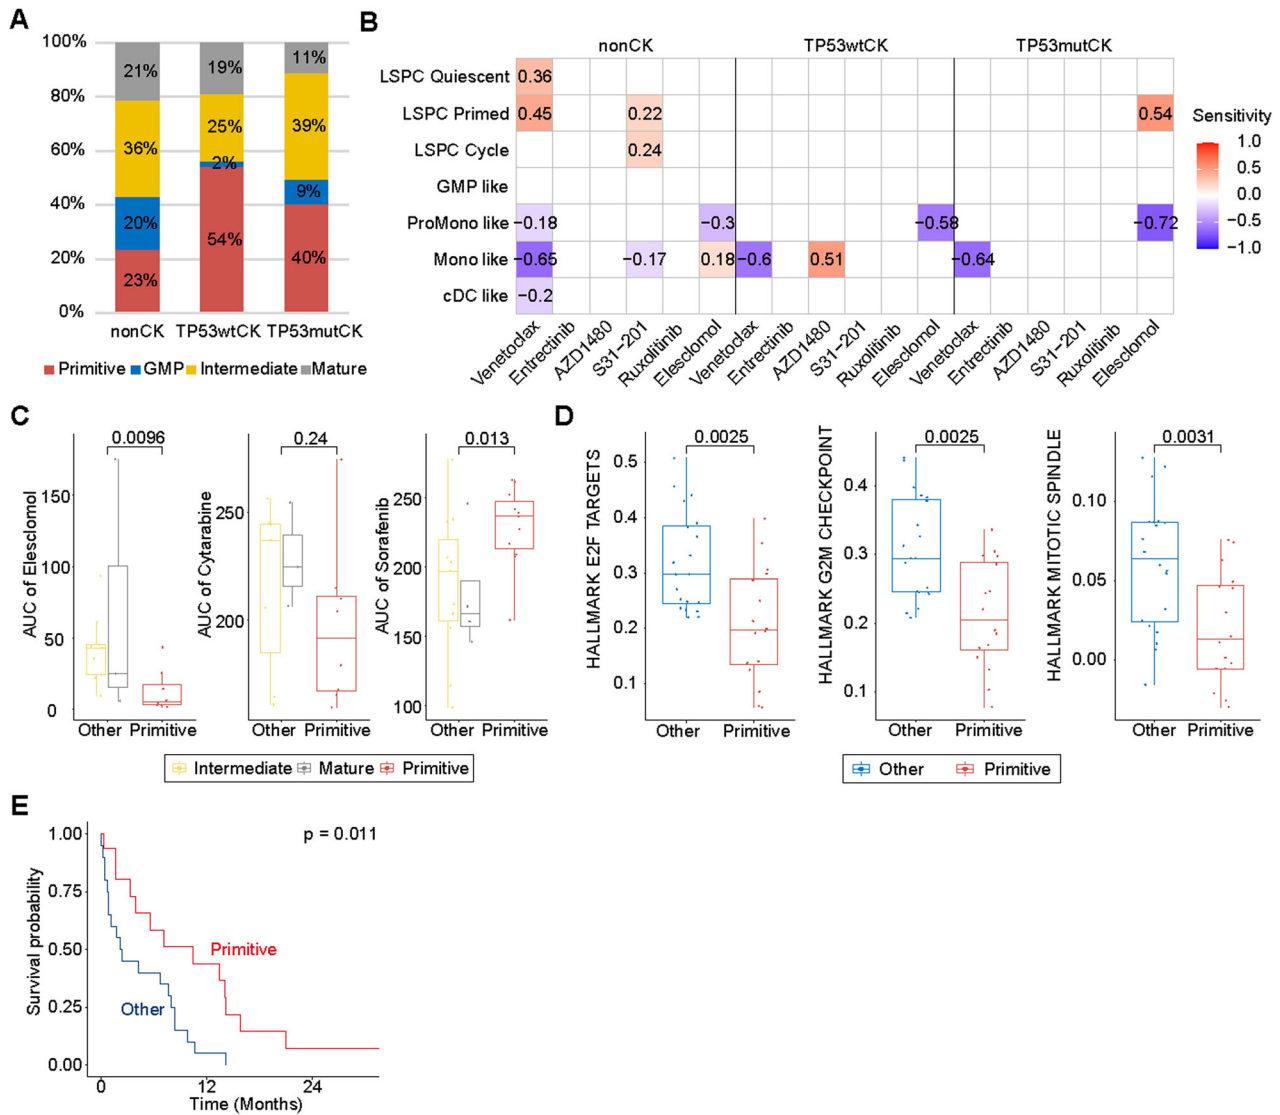 A
100%
80%
60%
40%
20%
0%
21%
36%
20%
23%
19%
25%
2%
54%
11%
39%
9%
40%
nonCK TP53wtCK TP53mutCK
Primitive GMP Intermediate Mature
B
nonCK TP53wtCK TP53mutCK
LSPC Quiescent 0.36
LSPC Primed 0.45 0.22 0.54
LSPC Cycle 0.24
GMP like
ProMono like −0.18 −0.3 −0.58 −0.72
Mono like −0.65 −0.17 0.18 −0.6 0.51 −0.64
cDC like −0.2
Venetoclax
Entrectinib
AZD1480
S31−201
Ruxolitinib
Elesclomol
Venetoclax
Entrectinib
AZD1480
S31−201
Ruxolitinib
Elesclomol
Venetoclax
Entrectinib
AZD1480
S31−201
Ruxolitinib
Elesclomol
Sensitivity
1.0
0.5
0.0
−0.5
−1.0
C
AUC of Elesclomol
150
100
50
0
0.0096
Other Primitive
AUC of Cytarabine
250
200
0.24
Other Primitive
AUC of Sorafenib
250
200
150
100
0.013
Other Primitive
Intermediate Mature Primitive
D
HALLMARK E2F TARGETS
0.5
0.4
0.3
0.2
0.1
0.0025
Other Primitive
HALLMARK G2M CHECKPOINT
0.4
0.3
0.2
0.1
0.0025
Other Primitive
HALLMARK MITOTIC SPINDLE
0.10
0.05
0.00
0.0031
Other Primitive
Other Primitive
E
Survival probability
1.00
0.75
0.50
0.25
0.00
p = 0.011
Primitive
Other
0 12 24
Time (Months)